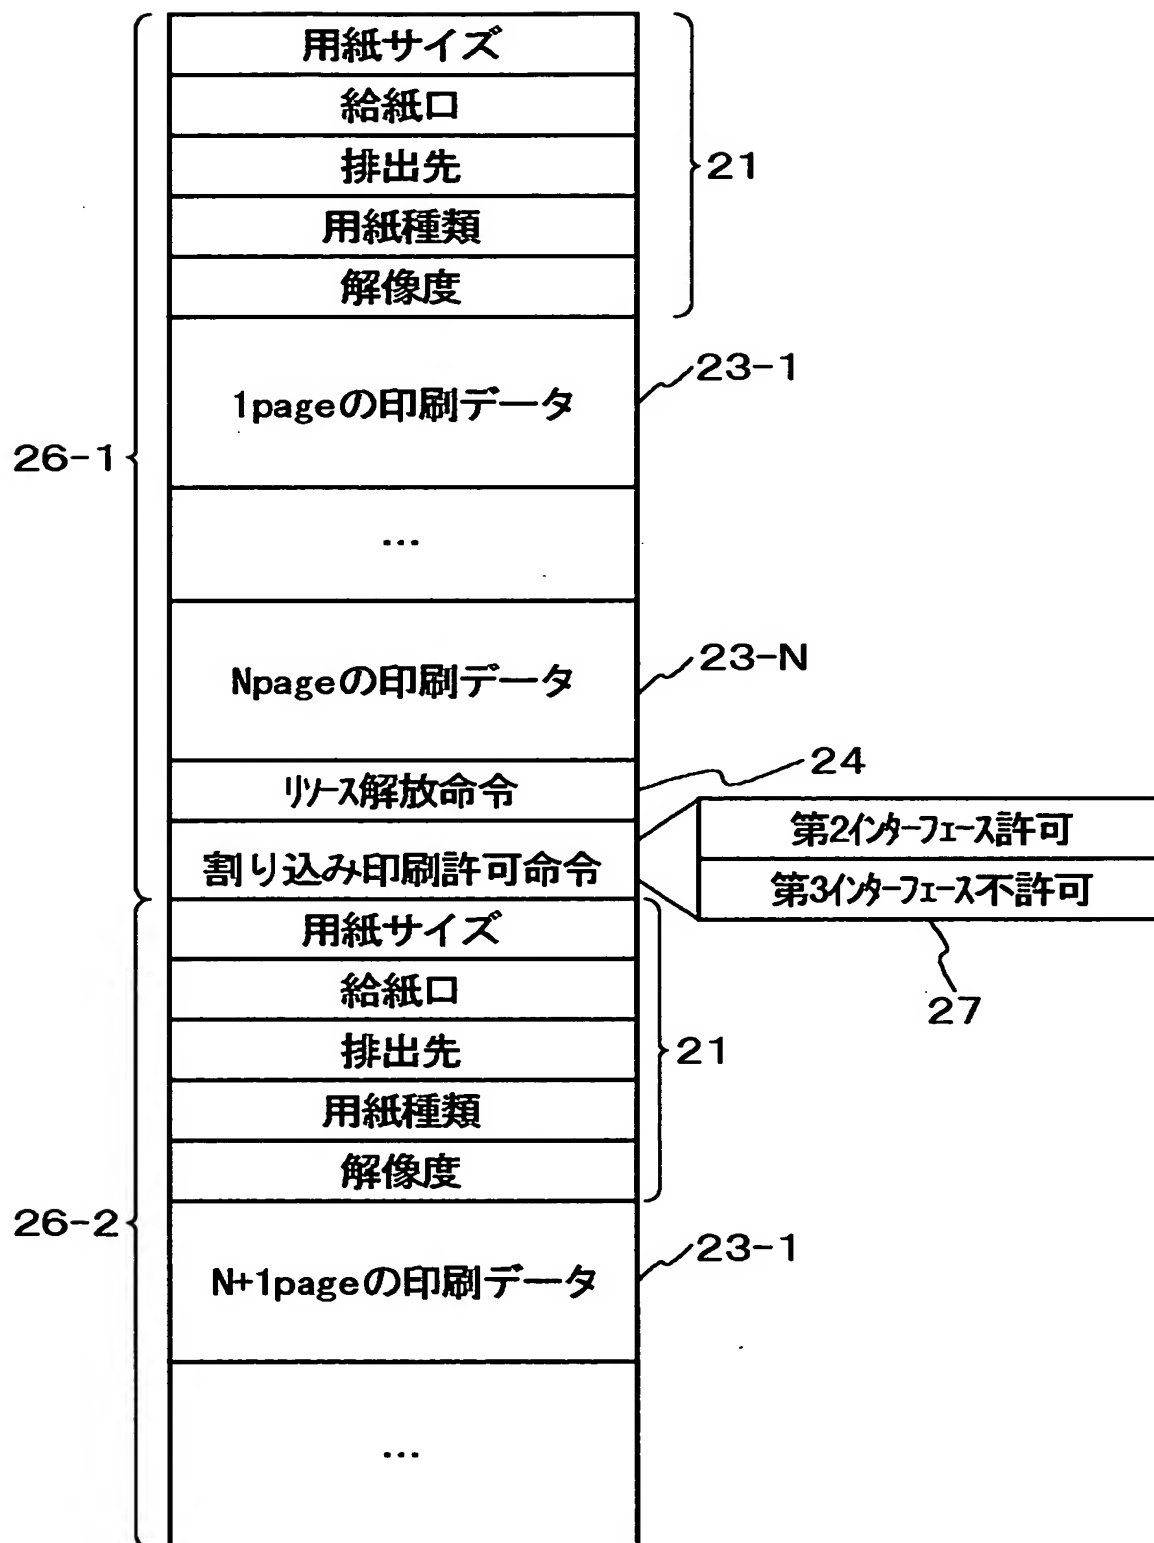 用紙サイズ
給紙口
排出先
用紙種類
解像度
21
1pageの印刷データ
23-1
26-1
…
Npageの印刷データ
23-N
リソース解放命令
24
割り込み印刷許可命令
第2インターフェース許可
第3インターフェース不許可
27
用紙サイズ
給紙口
排出先
用紙種類
解像度
21
26-2
N+1pageの印刷データ
23-1
…